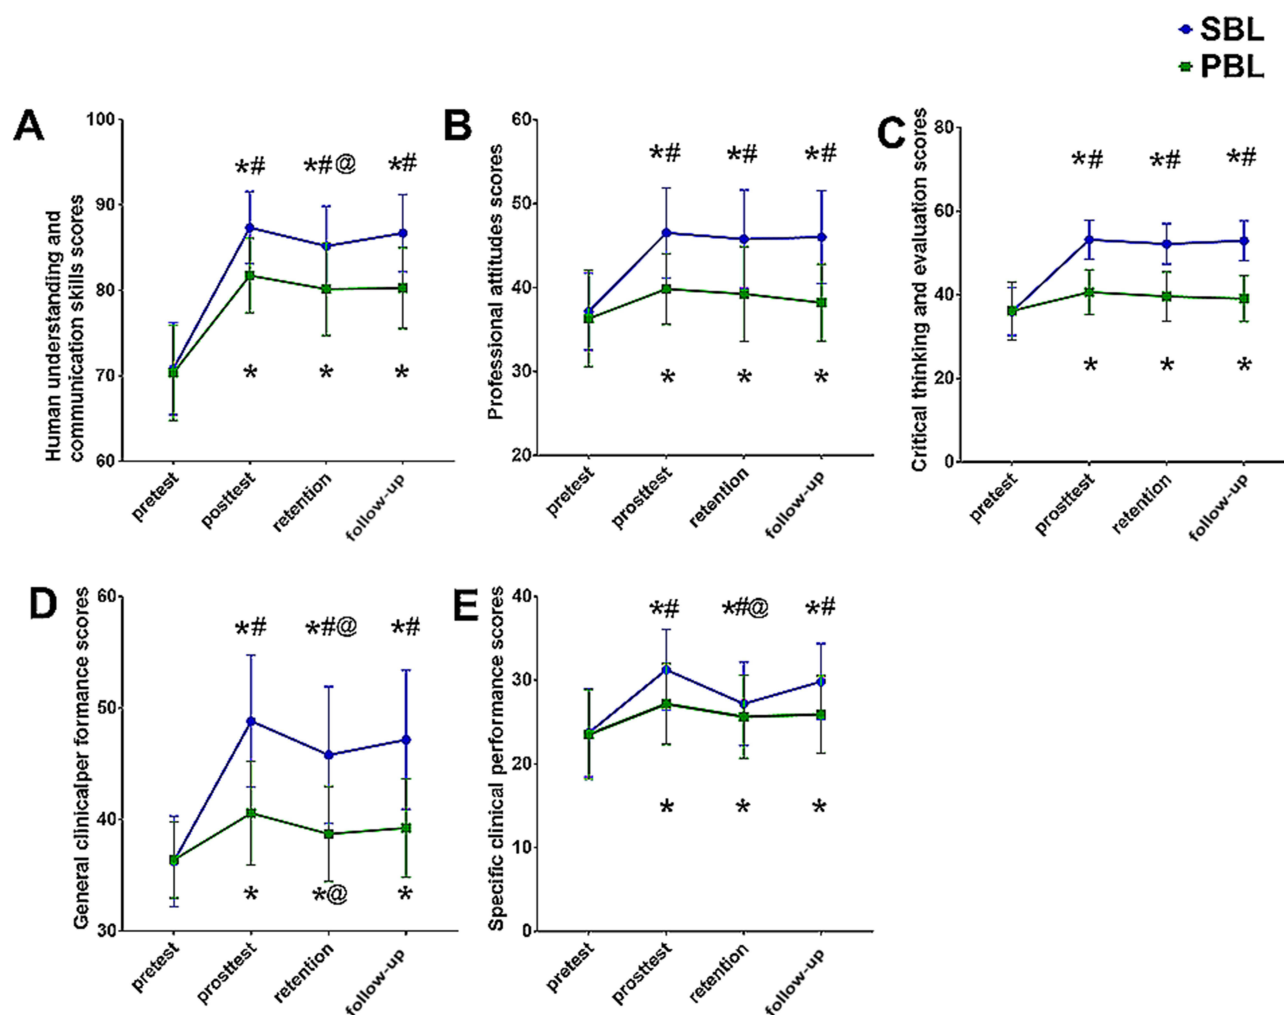 SBL
PBL
A
Human understanding and
communication skills scores
100
90
80
70
60
*#
*#@
*#
*
*
*
pretest
posttest
retention
follow-up
B
Professional attitudes scores
60
50
40
30
20
*#
*#
*#
*
*
*
pretest
prosttest
retention
follow-up
C
Critical thinking and evaluation scores
80
60
40
20
0
*#
*#
*#
*
*
*
pretest
prosttest
retention
follow-up
D
General clinicalper formance scores
60
50
40
30
*#
*#@
*#
*
*@
*
pretest
prosttest
retention
follow-up
E
Specific clinical performance scores
40
30
20
10
0
*#
*#@
*#
*
*
*
pretest
prosttest
retention
follow-up